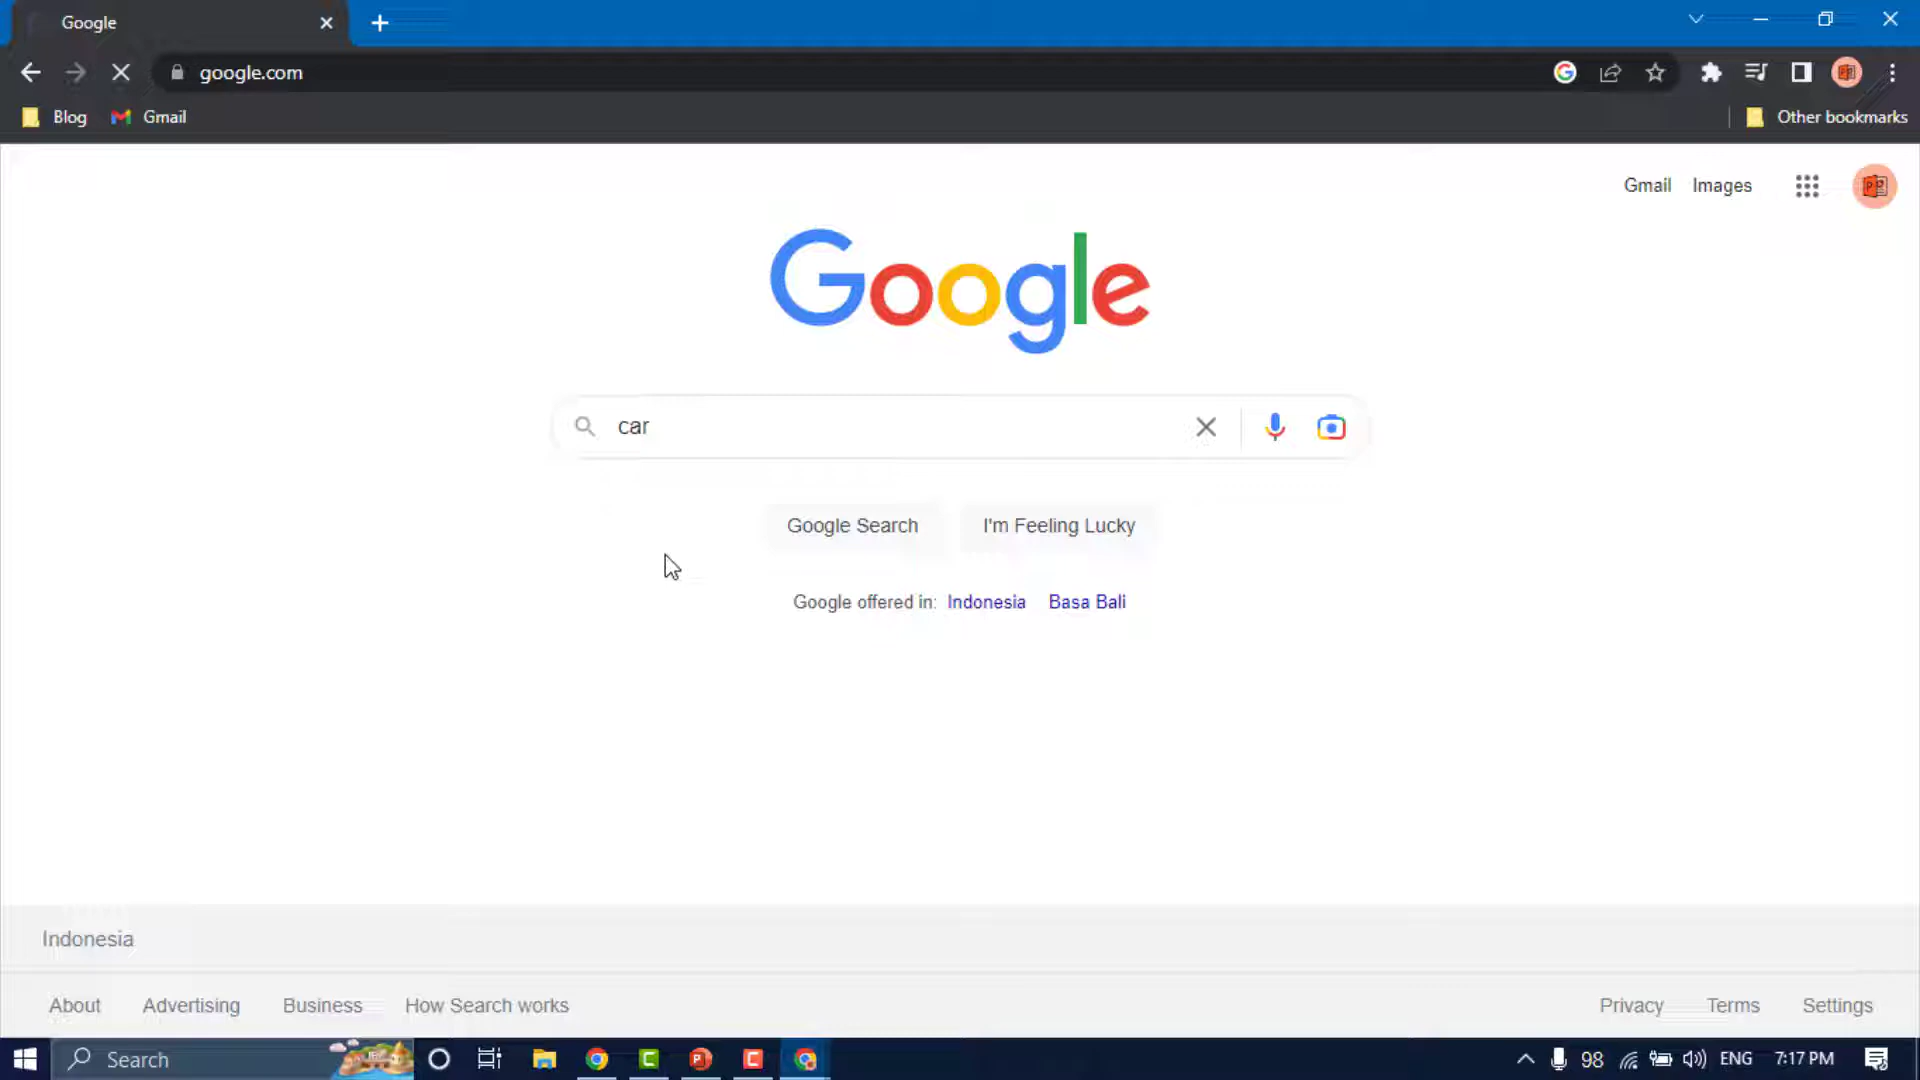 Google
google.com
Blog Gmail Other bookmarks
Gmail Images
Google
car
Google Search I'm Feeling Lucky
Google offered in: Indonesia Basa Bali
Indonesia
About Advertising Business How Search works Privacy Terms Settings
Search 98 ENG 7:17 PM